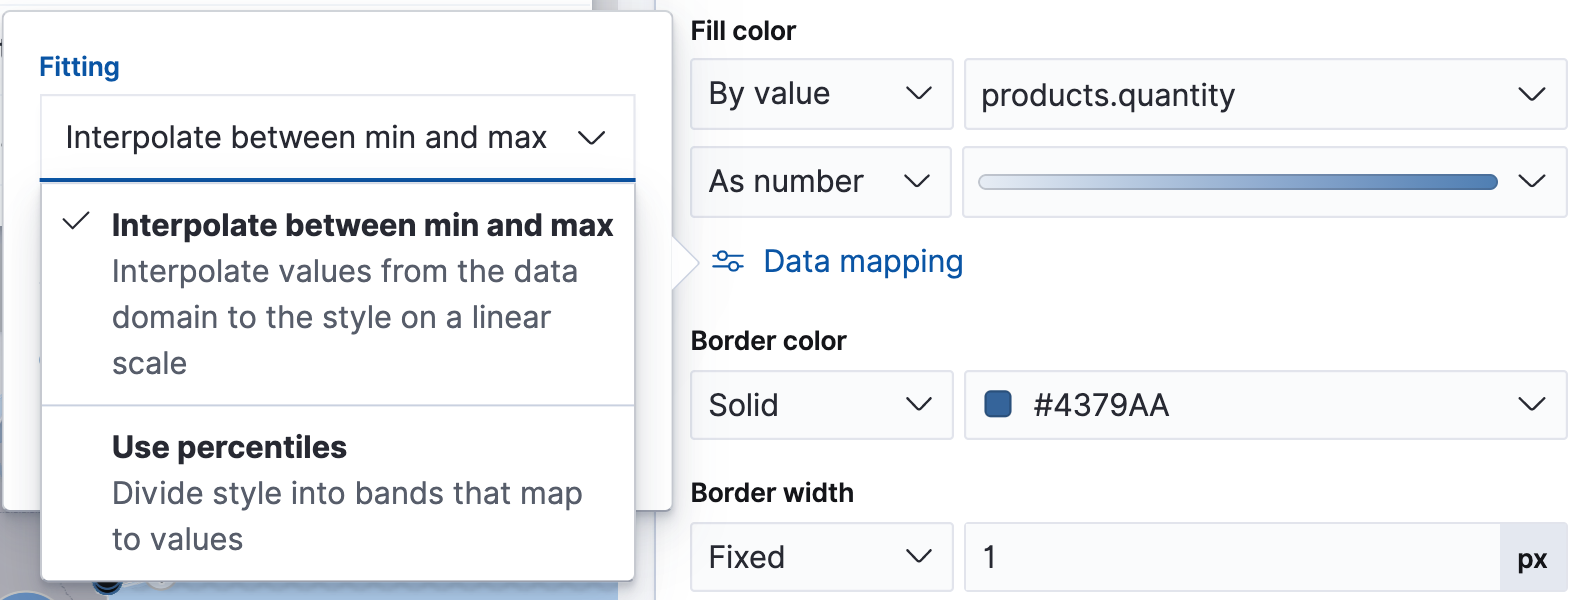 Fitting
Interpolate between min and max
Interpolate between min and max
Interpolate values from the data
domain to the style on a linear
scale
Use percentiles
Divide style into bands that map
to values
Fill color
By value
products.quantity
As number
Data mapping
Border color
Solid
#4379AA
Border width
Fixed
1
px